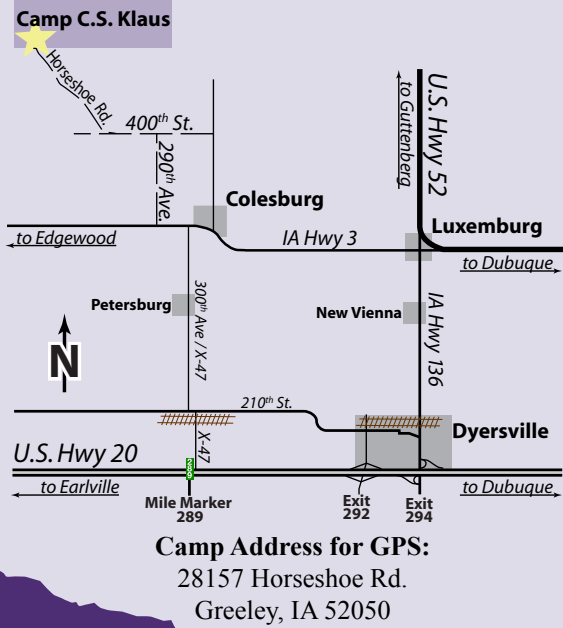 Camp C.S. Klaus
Horseshoe Rd.
400th St.
290th Ave.
to Guttenberg
U.S. Hwy 52
Colesburg
Luxemburg
to Edgewood
IA Hwy 3
to Dubuque
Petersburg
300th Ave / X-47
New Vienna
IA Hwy 136
N
210th St.
X-47
Dyersville
U.S. Hwy 20
to Earlville
to Dubuque
Mile Marker
289
Exit
292
Exit
294
Camp Address for GPS:
28157 Horseshoe Rd.
Greeley, IA 52050